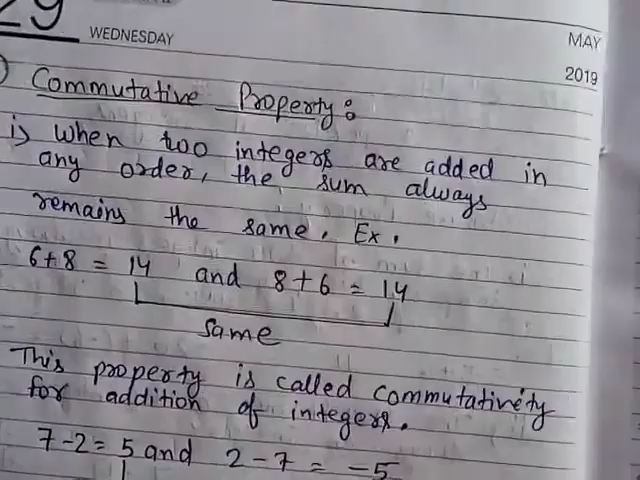 29
WEDNESDAY
MAY
2019
) Commutative Property:
is when two integers are added in
any order, the sum always
remains the same. Ex.
6+8 = 14 and 8+6 = 14
same
This property is called commutativity
for addition of integers.
7-2 = 5 and 2-7 = -5